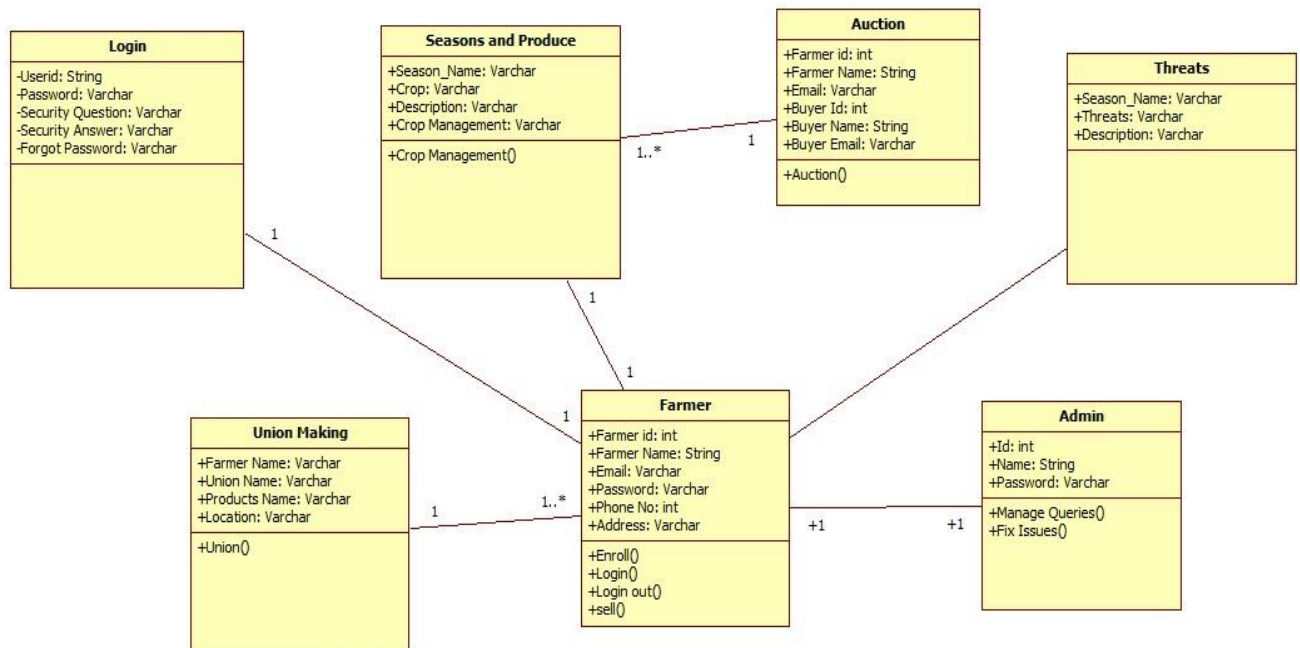 Login
-Userid: String
-Password: Varchar
-Security Question: Varchar
-Security Answer: Varchar
-Forgot Password: Varchar
Seasons and Produce
+Season_Name: Varchar
+Crop: Varchar
+Description: Varchar
+Crop Management: Varchar
+Crop Management()
Auction
+Farmer id: int
+Farmer Name: String
+Email: Varchar
+Buyer Id: int
+Buyer Name: String
+Buyer Email: Varchar
+Auction()
Threats
+Season_Name: Varchar
+Threats: Varchar
+Description: Varchar
1..*
1
1
1
1
1
Union Making
+Farmer Name: Varchar
+Union Name: Varchar
+Products Name: Varchar
+Location: Varchar
+Union()
1
1..*
Farmer
+Farmer id: int
+Farmer Name: String
+Email: Varchar
+Password: Varchar
+Phone No: int
+Address: Varchar
+Enroll()
+Login()
+Login out()
+sell()
+1
+1
Admin
+Id: int
+Name: String
+Password: Varchar
+Manage Queries()
+Fix Issues()